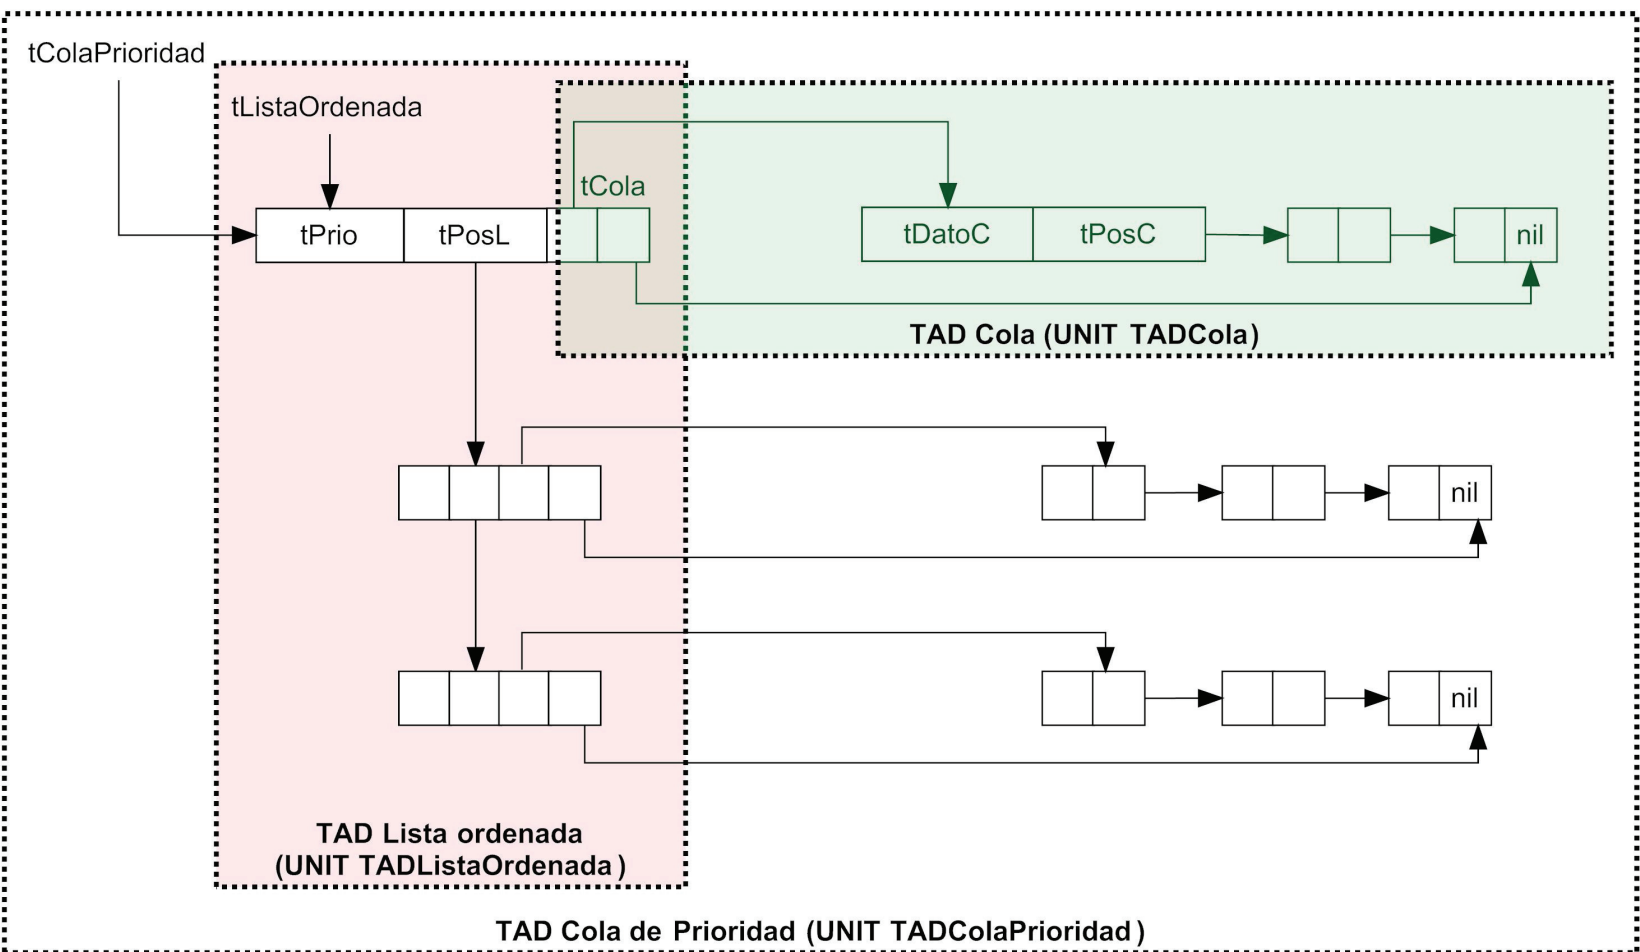 tColaPrioridad
tListaOrdenada
tCola
tPrio
tPosL
tDatoC
tPosC
nil
TAD Cola (UNIT TADCola)
nil
nil
TAD Lista ordenada
(UNIT TADListaOrdenada)
TAD Cola de Prioridad (UNIT TADColaPrioridad)